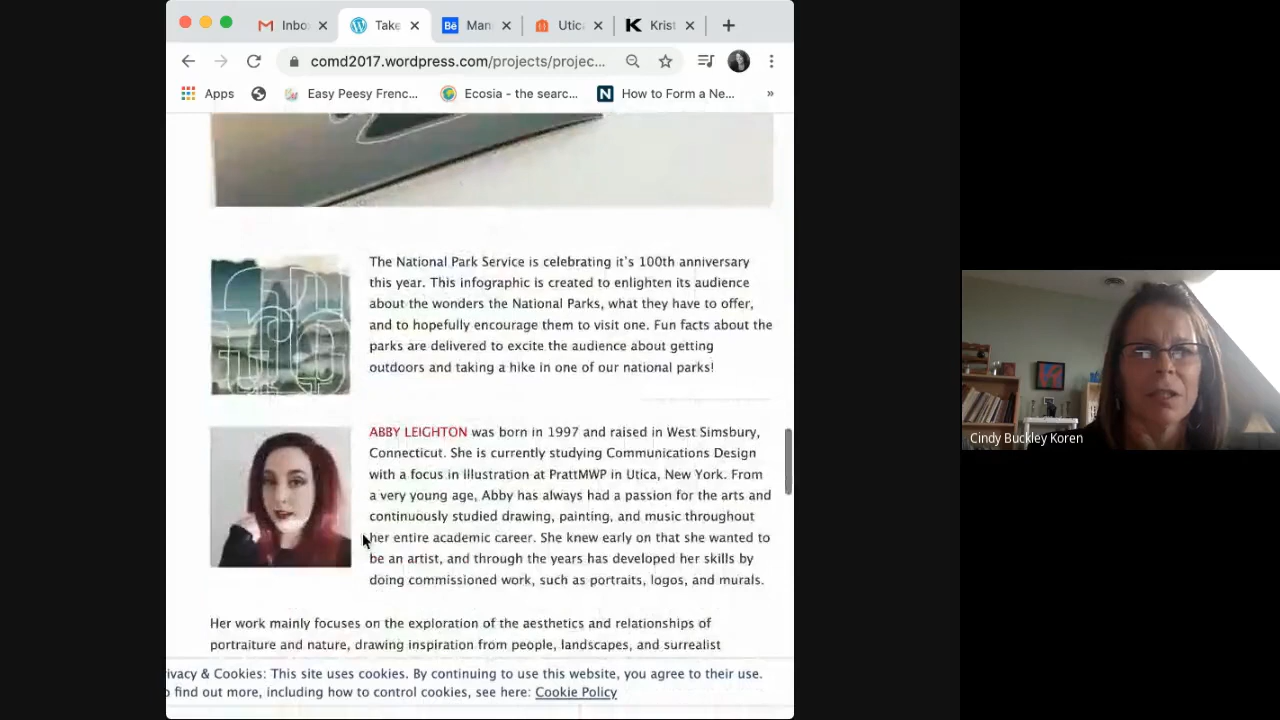 Inbo
Take
Bē
Man
Utic
K
Krist
comd2017.wordpress.com/projects/projec...
Apps
Easy Peesy Frenc...
Ecosia - the searc...
N
How to Form a Ne...
»
The National Park Service is celebrating it's 100th anniversary
this year. This infographic is created to enlighten its audience
about the wonders the National Parks, what they have to offer,
and to hopefully encourage them to visit one. Fun facts about the
parks are delivered to excite the audience about getting
outdoors and taking a hike in one of our national parks!
ABBY LEIGHTON was born in 1997 and raised in West Simsbury,
Connecticut. She is currently studying Communications Design
with a focus in Illustration at PrattMWP in Utica, New York. From
a very young age, Abby has always had a passion for the arts and
continuously studied drawing, painting, and music throughout
her entire academic career. She knew early on that she wanted to
be an artist, and through the years has developed her skills by
doing commissioned work, such as portraits, logos, and murals.
Her work mainly focuses on the exploration of the aesthetics and relationships of
portraiture and nature, drawing inspiration from people, landscapes, and surrealist
ivacy & Cookies: This site uses cookies. By continuing to use this website, you agree to their use.
o find out more, including how to control cookies, see here: Cookie Policy
Cindy Buckley Koren